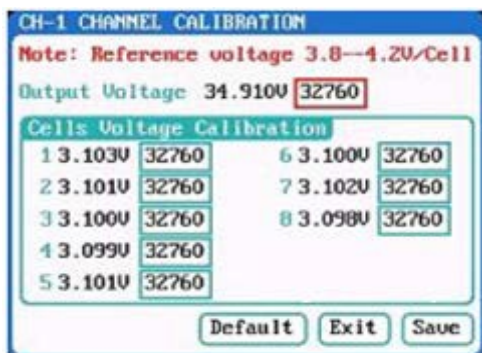 CH-1 CHANNEL CALIBRATION
Note: Reference voltage 3.8--4.2V/Cell
Output Voltage 34.910V 32760
Cells Voltage Calibration
1 3.103V 32760 6 3.100V 32760
2 3.101V 32760 7 3.102V 32760
3 3.100V 32760 8 3.098V 32760
4 3.099V 32760
5 3.101V 32760
Default Exit Save